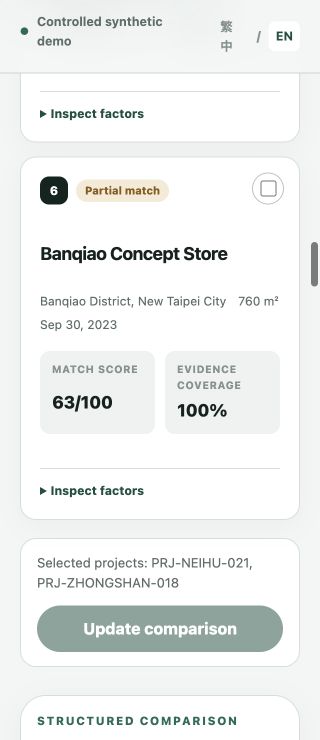 Controlled synthetic
demo
繁
中
/ EN
▶ Inspect factors
6 Partial match
Banqiao Concept Store
Banqiao District, New Taipei City 760 m²
Sep 30, 2023
MATCH SCORE
63/100
EVIDENCE
COVERAGE
100%
▶ Inspect factors
Selected projects: PRJ-NEIHU-021,
PRJ-ZHONGSHAN-018
Update comparison
STRUCTURED COMPARISON